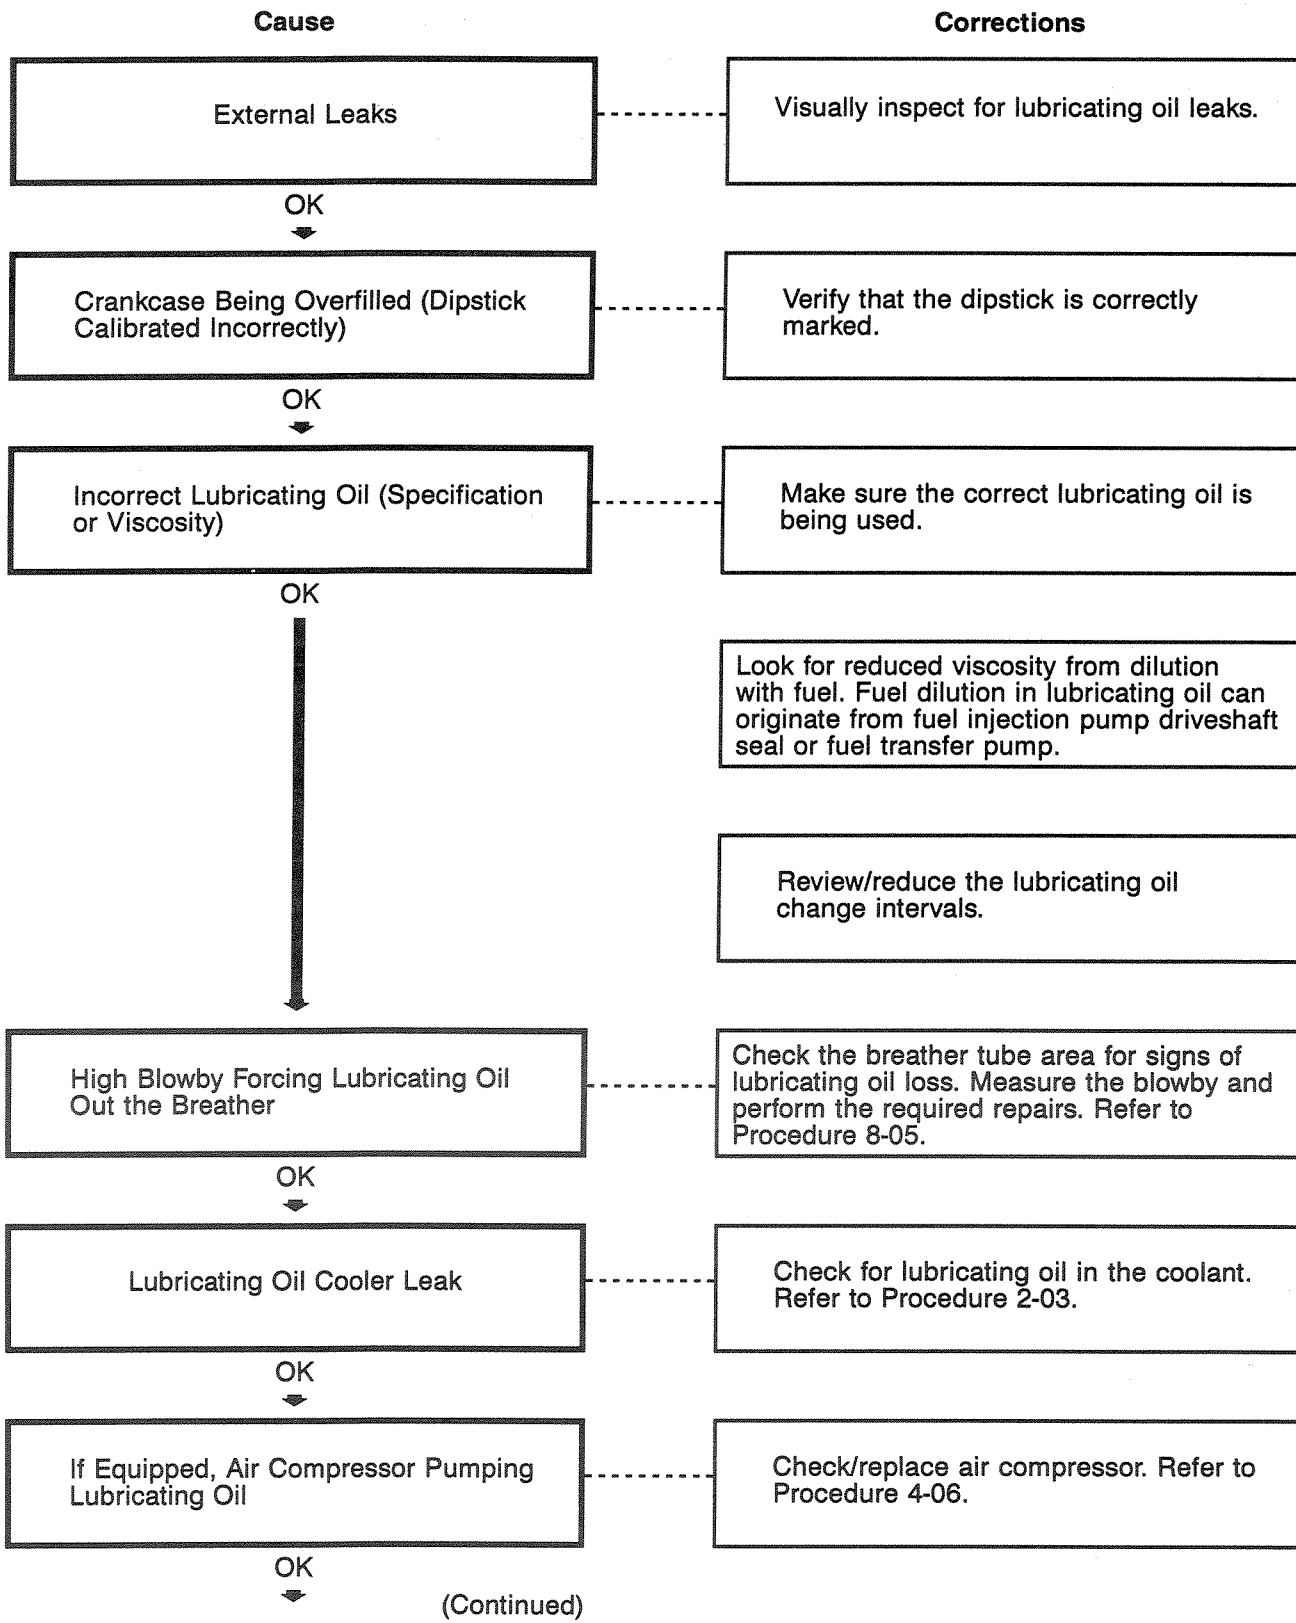 Cause
Corrections
External Leaks
Visually inspect for lubricating oil leaks.
OK
Crankcase Being Overfilled (Dipstick
Calibrated Incorrectly)
Verify that the dipstick is correctly
marked.
OK
Incorrect Lubricating Oil (Specification
or Viscosity)
Make sure the correct lubricating oil is
being used.
OK
Look for reduced viscosity from dilution
with fuel. Fuel dilution in lubricating oil can
originate from fuel injection pump driveshaft
seal or fuel transfer pump.
Review/reduce the lubricating oil
change intervals.
High Blowby Forcing Lubricating Oil
Out the Breather
Check the breather tube area for signs of
lubricating oil loss. Measure the blowby and
perform the required repairs. Refer to
Procedure 8-05.
OK
Lubricating Oil Cooler Leak
Check for lubricating oil in the coolant.
Refer to Procedure 2-03.
OK
If Equipped, Air Compressor Pumping
Lubricating Oil
Check/replace air compressor. Refer to
Procedure 4-06.
OK
(Continued)